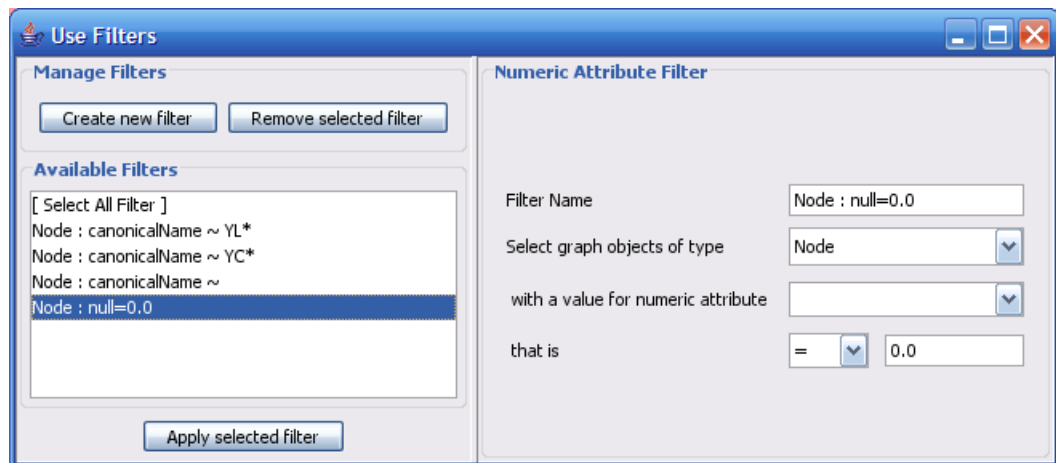 Use Filters
Manage Filters
Create new filter
Remove selected filter
Available Filters
[ Select All Filter ]
Node : canonicalName ~ YL*
Node : canonicalName ~ YC*
Node : canonicalName ~
Node : null=0.0
Apply selected filter
Numeric Attribute Filter
Filter Name
Node : null=0.0
Select graph objects of type
Node
with a value for numeric attribute
that is
=
0.0